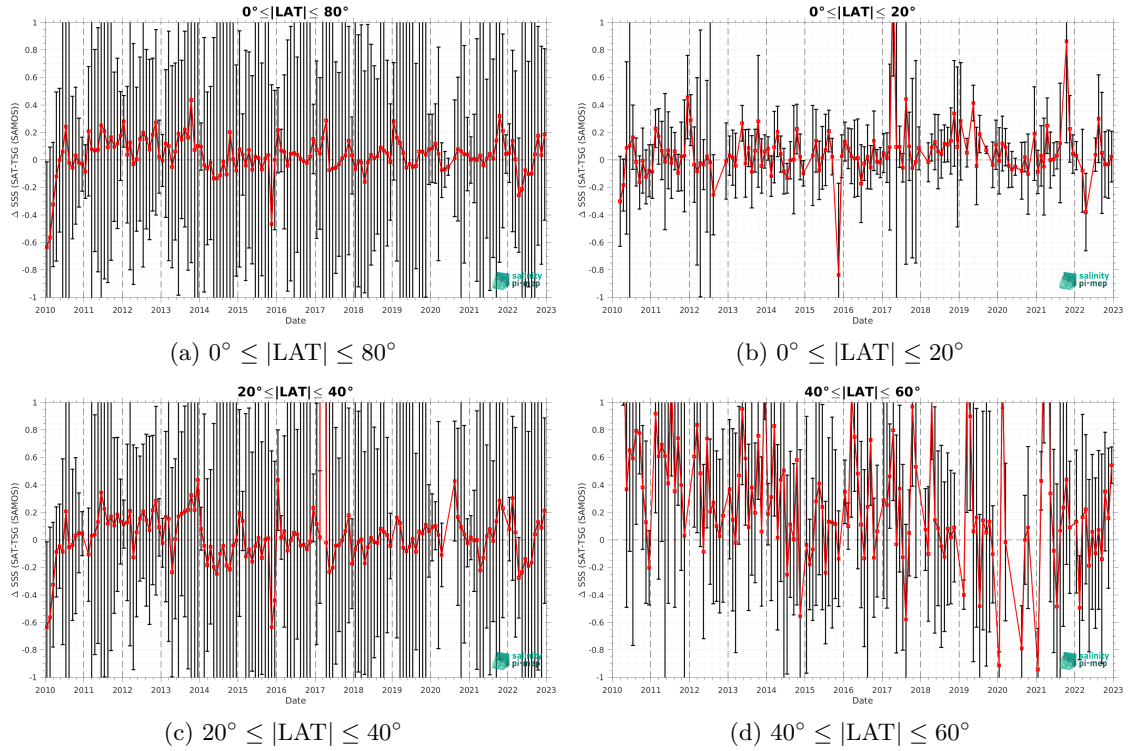 0°≤|LAT|≤ 80°
Δ SSS (SAT-TSG (SAMOS))
1
0.8
0.6
0.4
0.2
0
-0.2
-0.4
-0.6
-0.8
-1
2010 2011 2012 2013 2014 2015 2016 2017 2018 2019 2020 2021 2022 2023
Date
salinity
pi-mep
(a) 0° ≤ |LAT| ≤ 80°
0°≤|LAT|≤ 20°
Δ SSS (SAT-TSG (SAMOS))
1
0.8
0.6
0.4
0.2
0
-0.2
-0.4
-0.6
-0.8
-1
2010 2011 2012 2013 2014 2015 2016 2017 2018 2019 2020 2021 2022 2023
Date
salinity
pi-mep
(b) 0° ≤ |LAT| ≤ 20°
20°≤|LAT|≤ 40°
Δ SSS (SAT-TSG (SAMOS))
1
0.8
0.6
0.4
0.2
0
-0.2
-0.4
-0.6
-0.8
-1
2010 2011 2012 2013 2014 2015 2016 2017 2018 2019 2020 2021 2022 2023
Date
salinity
pi-mep
(c) 20° ≤ |LAT| ≤ 40°
40°≤|LAT|≤ 60°
Δ SSS (SAT-TSG (SAMOS))
1
0.8
0.6
0.4
0.2
0
-0.2
-0.4
-0.6
-0.8
-1
2010 2011 2012 2013 2014 2015 2016 2017 2018 2019 2020 2021 2022 2023
Date
salinity
pi-mep
(d) 40° ≤ |LAT| ≤ 60°